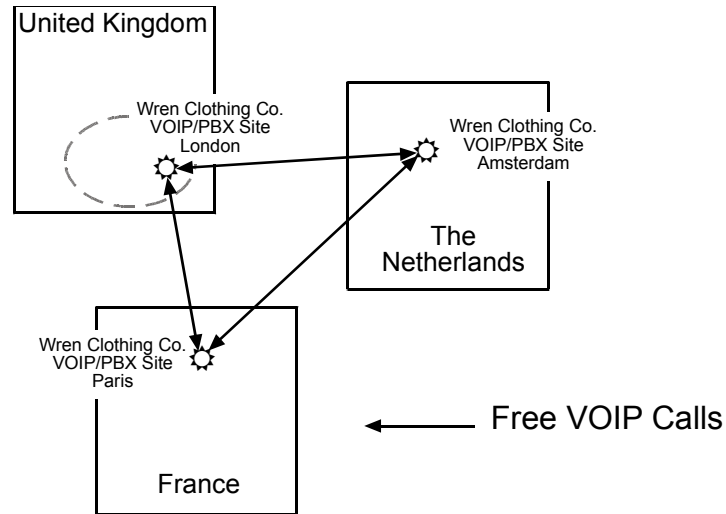 United Kingdom
Wren Clothing Co.
VOIP/PBX Site
London
Wren Clothing Co.
VOIP/PBX Site
Amsterdam
The
Netherlands
Wren Clothing Co.
VOIP/PBX Site
Paris
France
Free VOIP Calls